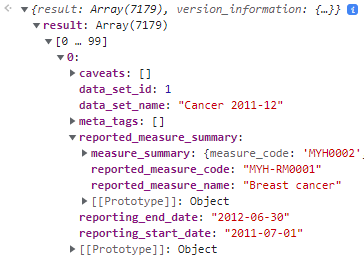 {result: Array(7179), version_information: {…}} i
result: Array(7179)
[0 … 99]
0:
caveats: []
data_set_id: 1
data_set_name: "Cancer 2011-12"
meta_tags: []
reported_measure_summary:
measure_summary: {measure_code: 'MYH0002',
reported_measure_code: "MYH-RM0001"
reported_measure_name: "Breast cancer"
[[Prototype]]: Object
reporting_end_date: "2012-06-30"
reporting_start_date: "2011-07-01"
[[Prototype]]: Object